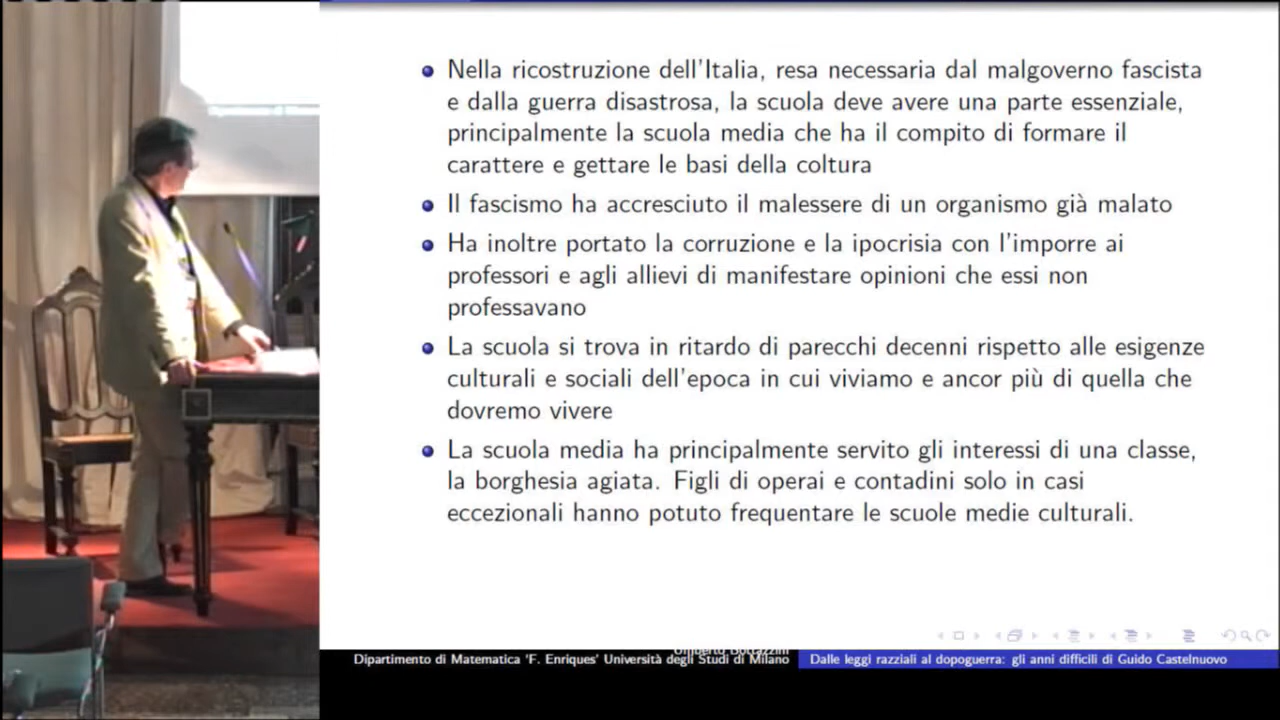 Nella ricostruzione dell'Italia, resa necessaria dal malgoverno fascista
e dalla guerra disastrosa, la scuola deve avere una parte essenziale,
principalmente la scuola media che ha il compito di formare il
carattere e gettare le basi della coltura
Il fascismo ha accresciuto il malessere di un organismo già malato
Ha inoltre portato la corruzione e la ipocrisia con l'imporre ai
professori e agli allievi di manifestare opinioni che essi non
professavano
La scuola si trova in ritardo di parecchi decenni rispetto alle esigenze
culturali e sociali dell'epoca in cui viviamo e ancor più di quella che
dovremo vivere
La scuola media ha principalmente servito gli interessi di una classe,
la borghesia agiata. Figli di operai e contadini solo in casi
eccezionali hanno potuto frequentare le scuole medie culturali.
Umberto Bottazzini
Dipartimento di Matematica 'F. Enriques' Università degli Studi di Milano
Dalle leggi razziali al dopoguerra: gli anni difficili di Guido Castelnuovo